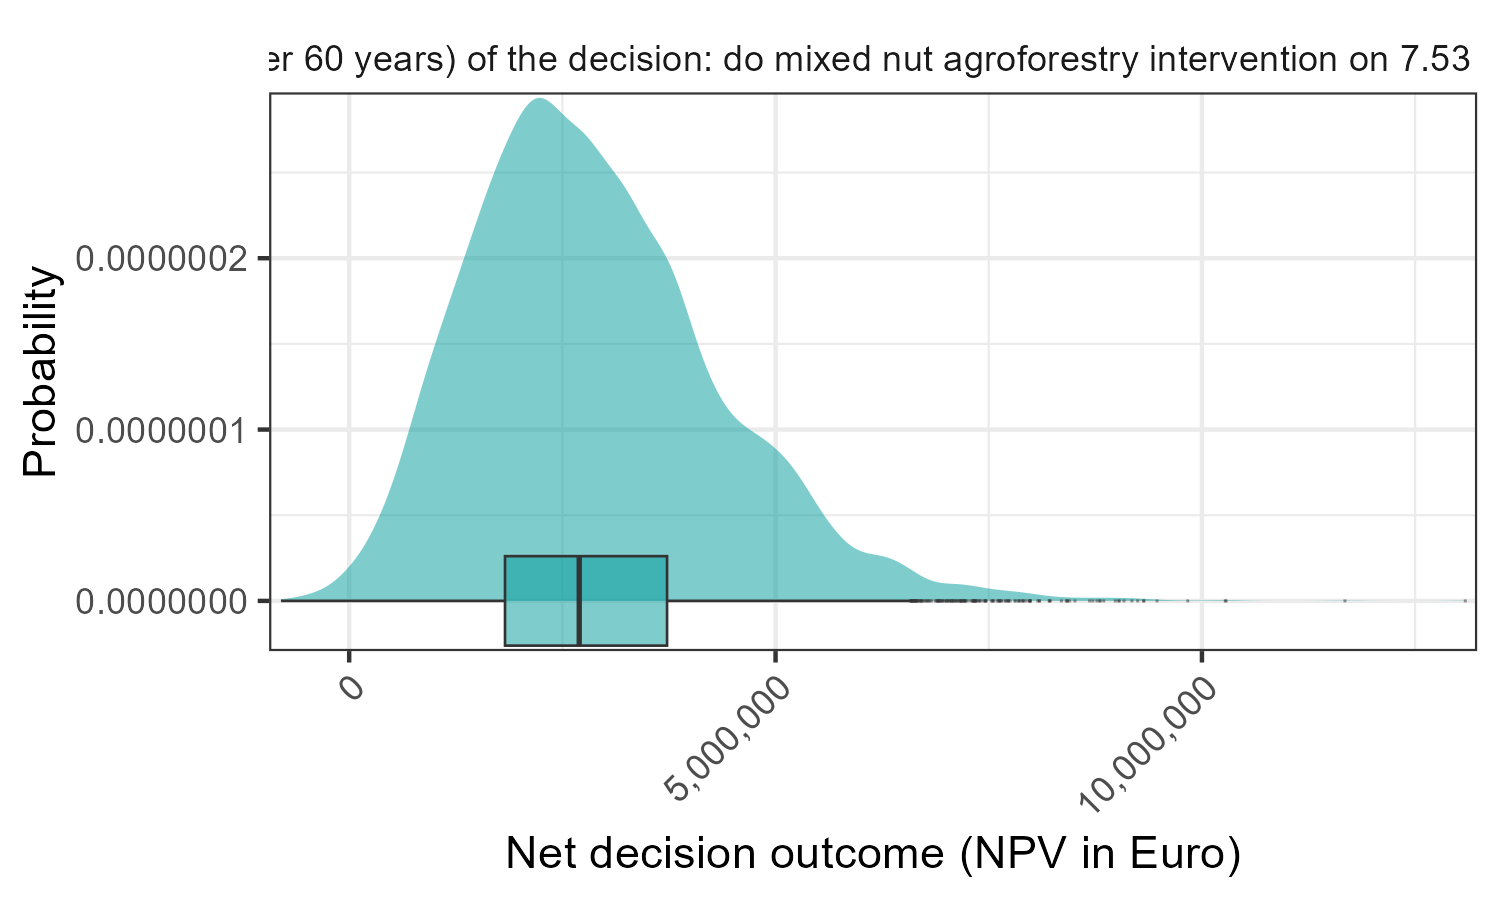 er 60 years) of the decision: do mixed nut agroforestry intervention on 7.53
Probability
0.0000002
0.0000001
0.0000000
0
5,000,000
10,000,000
Net decision outcome (NPV in Euro)